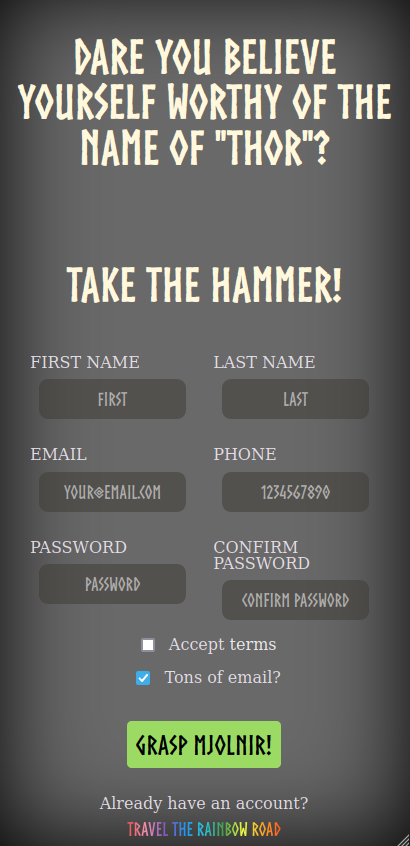 DARE YOU BELIEVE
YOURSELF WORTHY OF THE
NAME OF "THOR"?
TAKE THE HAMMER!
FIRST NAME
LAST NAME
FIRST
LAST
EMAIL
PHONE
YOUR@EMAIL.COM
1234567890
PASSWORD
CONFIRM
PASSWORD
PASSWORD
CONFIRM PASSWORD
Accept terms
Tons of email?
GRASP MJOLNIR!
Already have an account?
TRAVEL THE RAINBOW ROAD